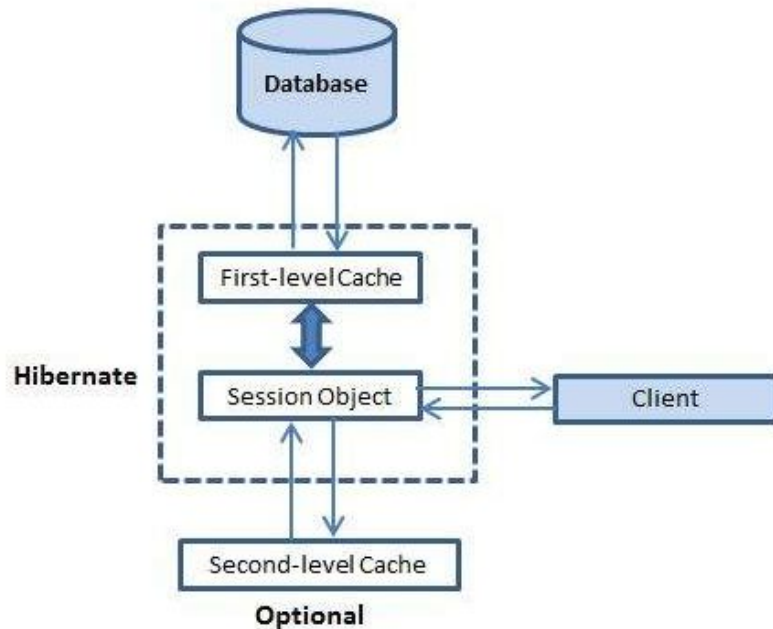 Database
First-level Cache
Hibernate
Session Object
Client
Second-level Cache
Optional